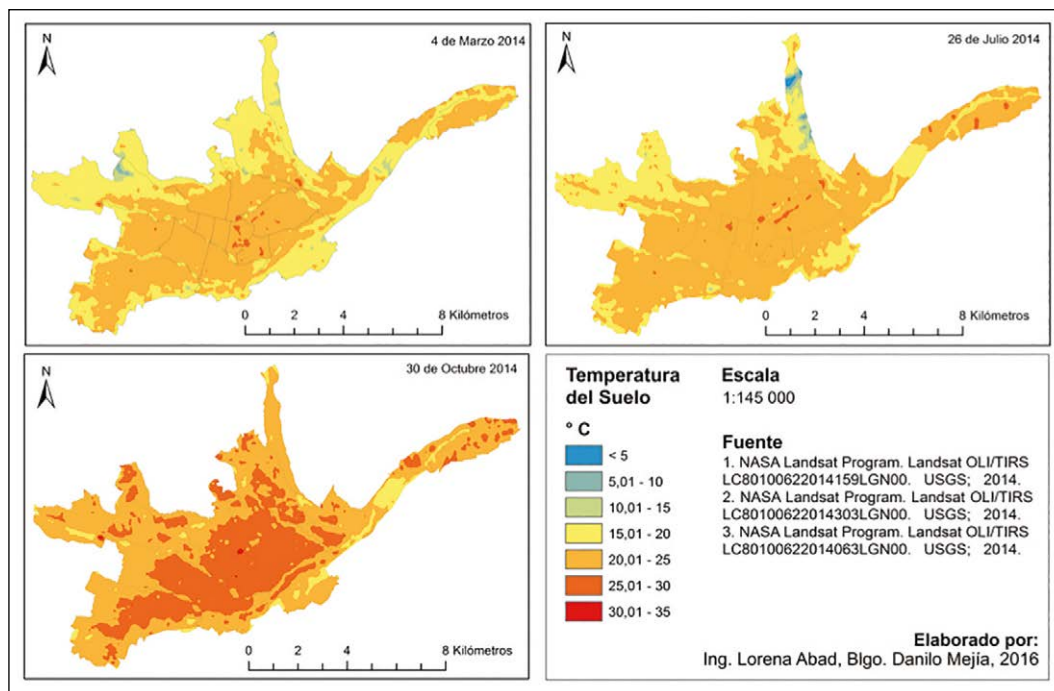 4 de Marzo 2014
N
0 2 4 8 Kilómetros
26 de Julio 2014
N
0 2 4 8 Kilómetros
30 de Octubre 2014
N
0 2 4 8 Kilómetros
Temperatura
del Suelo
° C
< 5
5,01 - 10
10,01 - 15
15,01 - 20
20,01 - 25
25,01 - 30
30,01 - 35
Escala
1:145 000
Fuente
1. NASA Landsat Program. Landsat OLI/TIRS
LC80100622014159LGN00. USGS; 2014.
2. NASA Landsat Program. Landsat OLI/TIRS
LC80100622014303LGN00. USGS; 2014.
3. NASA Landsat Program. Landsat OLI/TIRS
LC80100622014063LGN00. USGS; 2014.
Elaborado por:
Ing. Lorena Abad, Blgo. Danilo Mejía, 2016